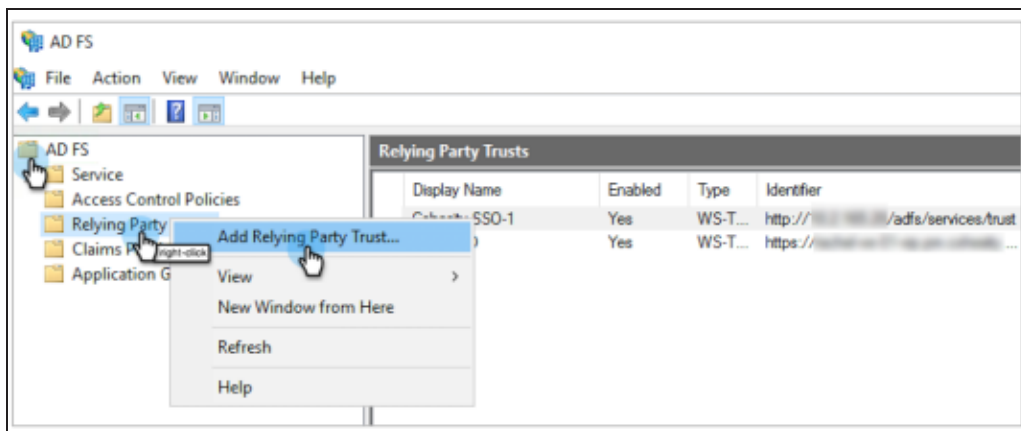 AD FS
File Action View Window Help
AD FS
Service
Access Control Policies
Relying Party
Claims P
Application G
right-click
Add Relying Party Trust...
View
New Window from Here
Refresh
Help
Relying Party Trusts
Display Name Enabled Type Identifier
SSO-1 Yes WS-T... http:// /adfs/services/trust
Yes WS-T... https:// ...